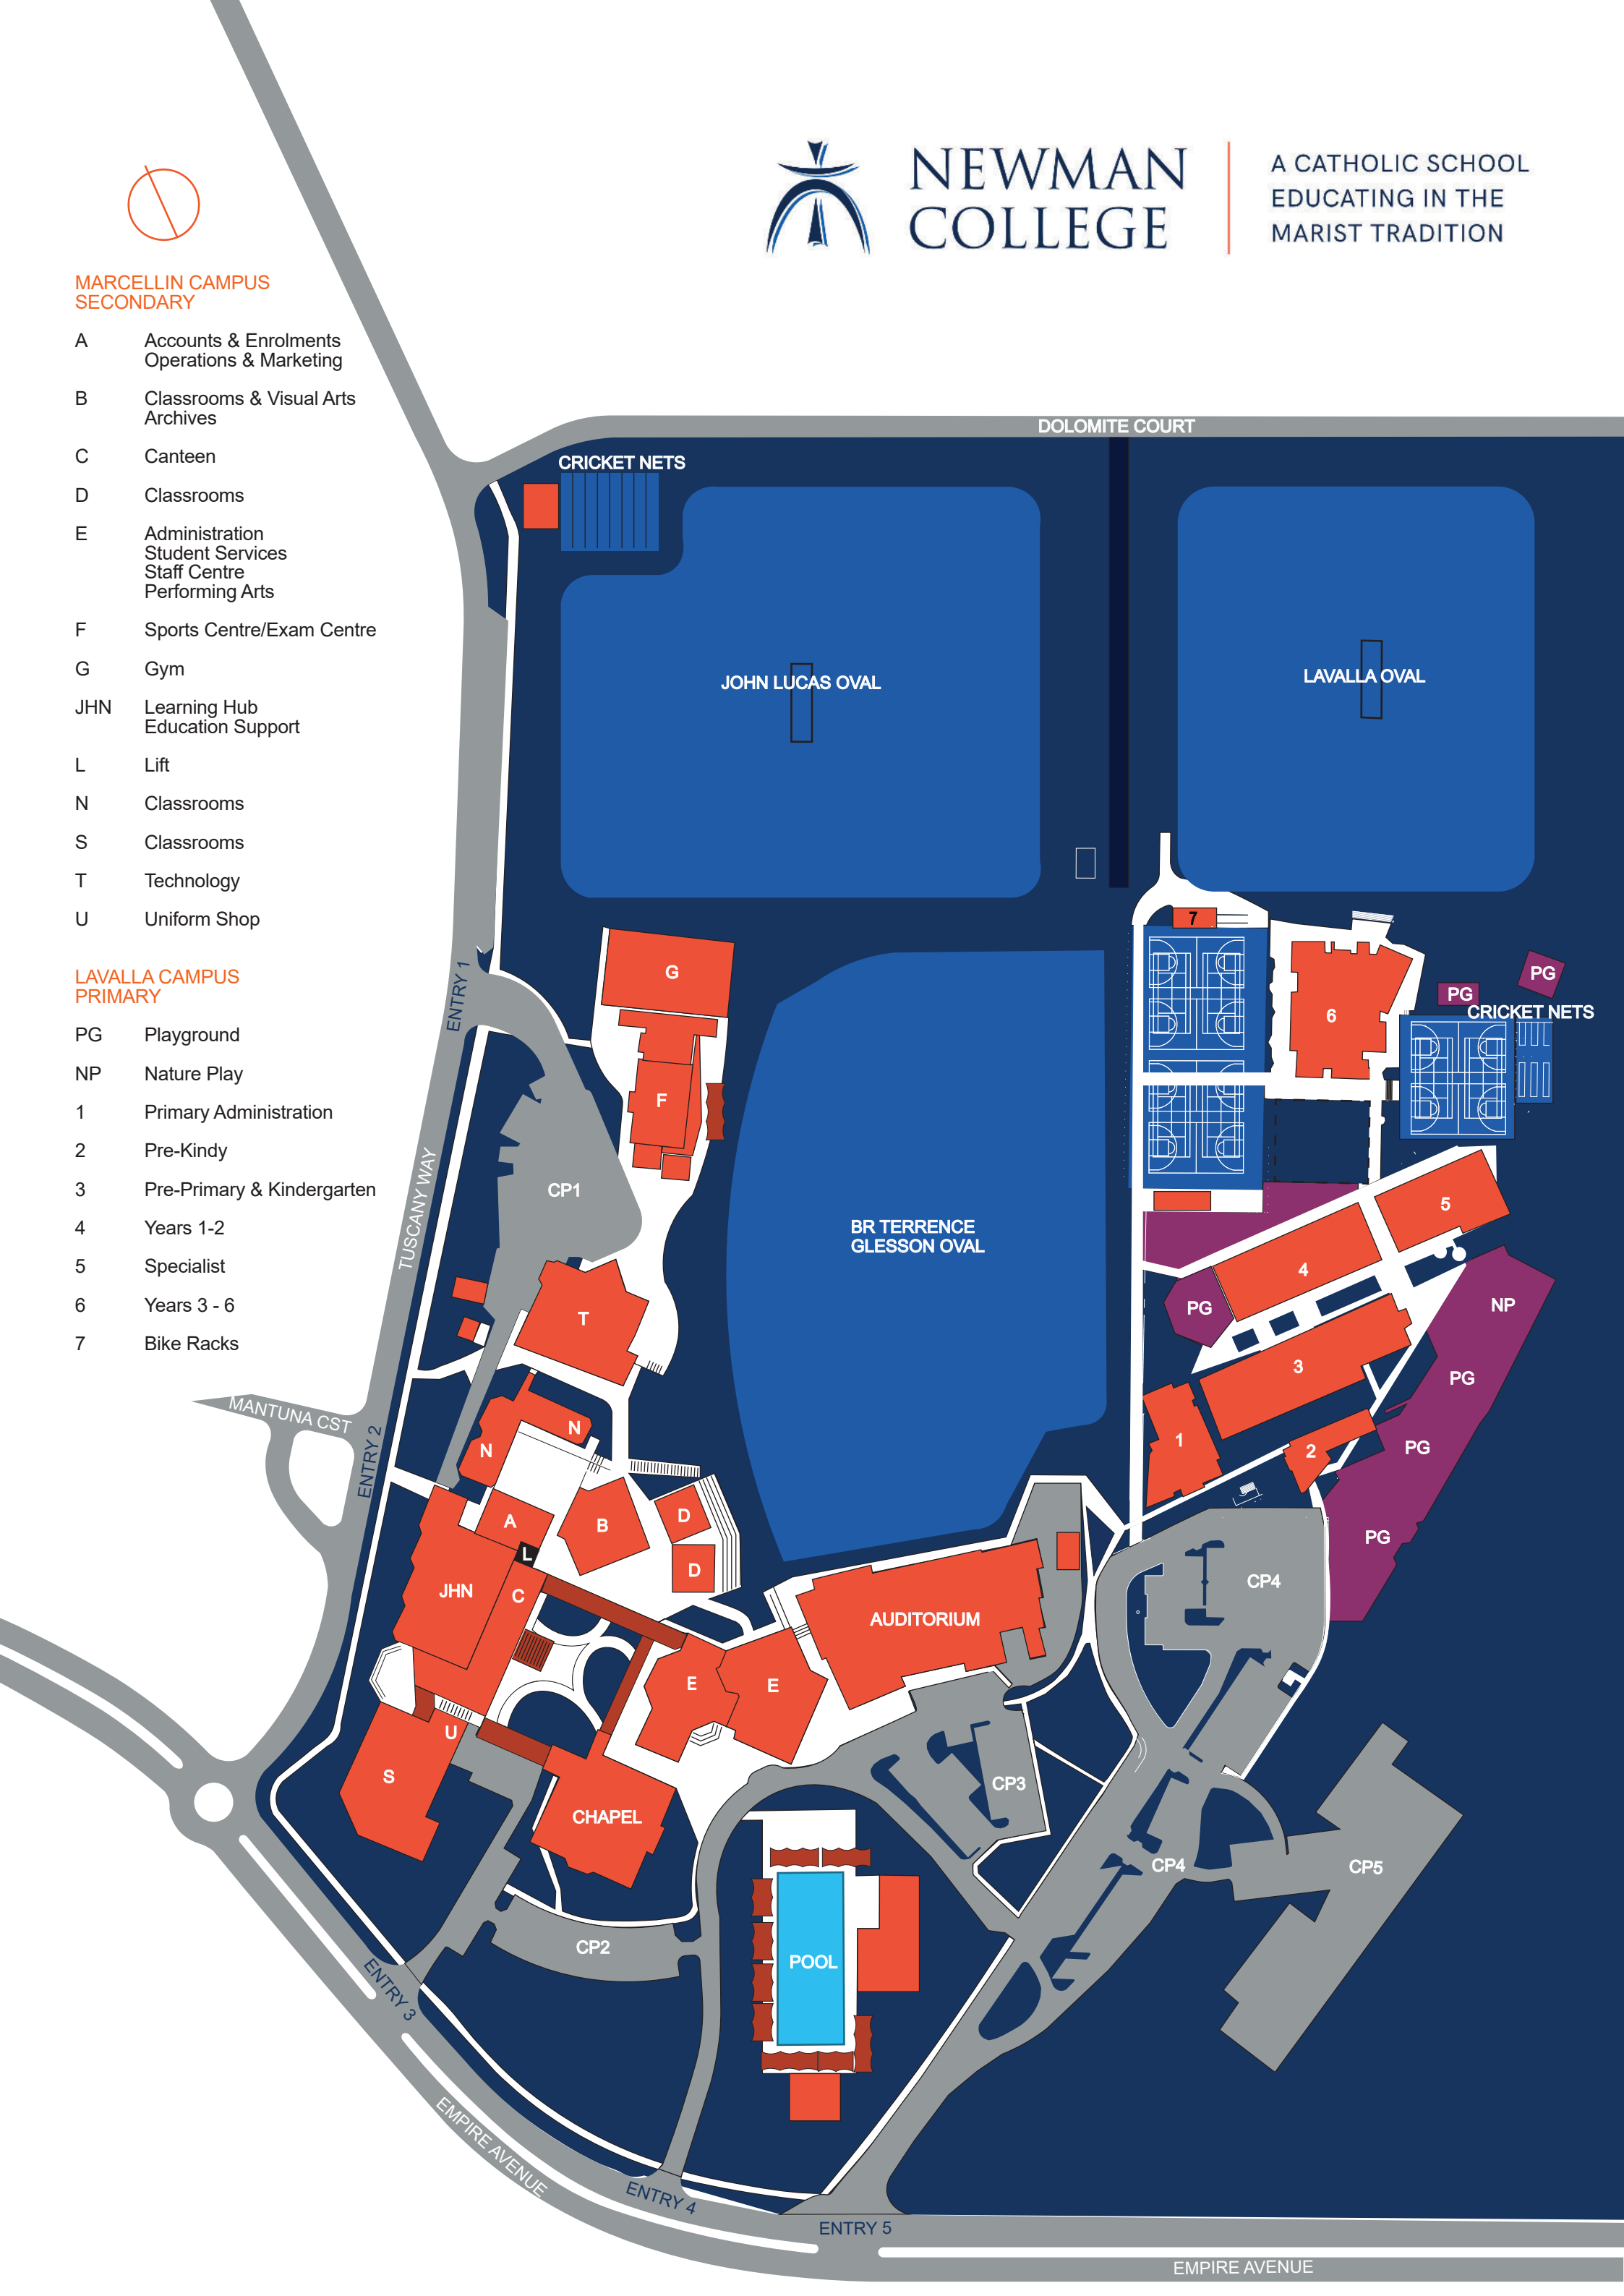 NEWMAN
COLLEGE
A CATHOLIC SCHOOL
EDUCATING IN THE
MARIST TRADITION
MARCELLIN CAMPUS
SECONDARY
A Accounts & Enrolments
Operations & Marketing
B Classrooms & Visual Arts
Archives
C Canteen
D Classrooms
E Administration
Student Services
Staff Centre
Performing Arts
F Sports Centre/Exam Centre
G Gym
JHN Learning Hub
Education Support
L Lift
N Classrooms
S Classrooms
T Technology
U Uniform Shop
LAVALLA CAMPUS
PRIMARY
PG Playground
NP Nature Play
1 Primary Administration
2 Pre-Kindy
3 Pre-Primary & Kindergarten
4 Years 1-2
5 Specialist
6 Years 3 - 6
7 Bike Racks
DOLOMITE COURT
CRICKET NETS
JOHN LUCAS OVAL
LAVALLA OVAL
7
G
PG
PG
CRICKET NETS
6
ENTRY 1
F
CP1
TUSCANY WAY
BR TERRENCE
GLESSON OVAL
5
4
PG
NP
T
3
PG
MANTUNA CST
ENTRY 2
N
N
1
2
PG
A
B
D
PG
L
D
JHN
C
CP4
AUDITORIUM
E
E
U
S
CP3
CHAPEL
CP4
CP5
CP2
POOL
ENTRY 3
EMPIRE AVENUE
ENTRY 4
ENTRY 5
EMPIRE AVENUE